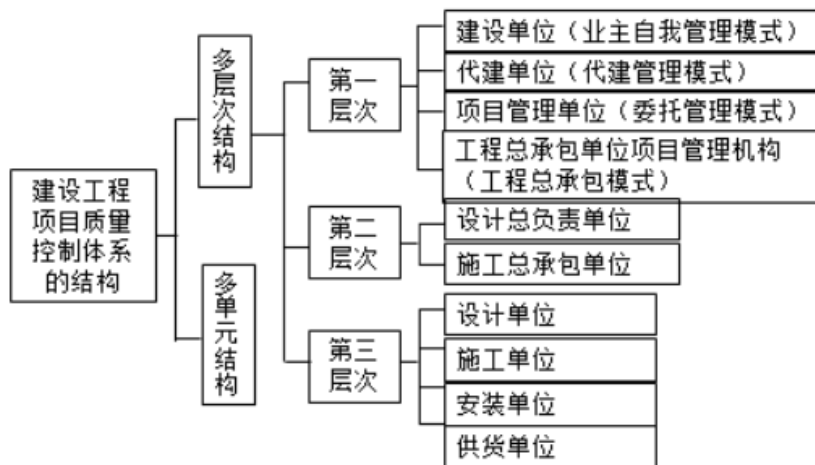 建设工程
项目质量
控制体系
的结构
多层次结构
多单元结构
第一
层次
第二
层次
第三
层次
建设单位（业主自我管理模式）
代建单位（代建管理模式）
项目管理单位（委托管理模式）
工程总承包单位项目管理机构
（工程总承包模式）
设计总负责单位
施工总承包单位
设计单位
施工单位
安装单位
供货单位